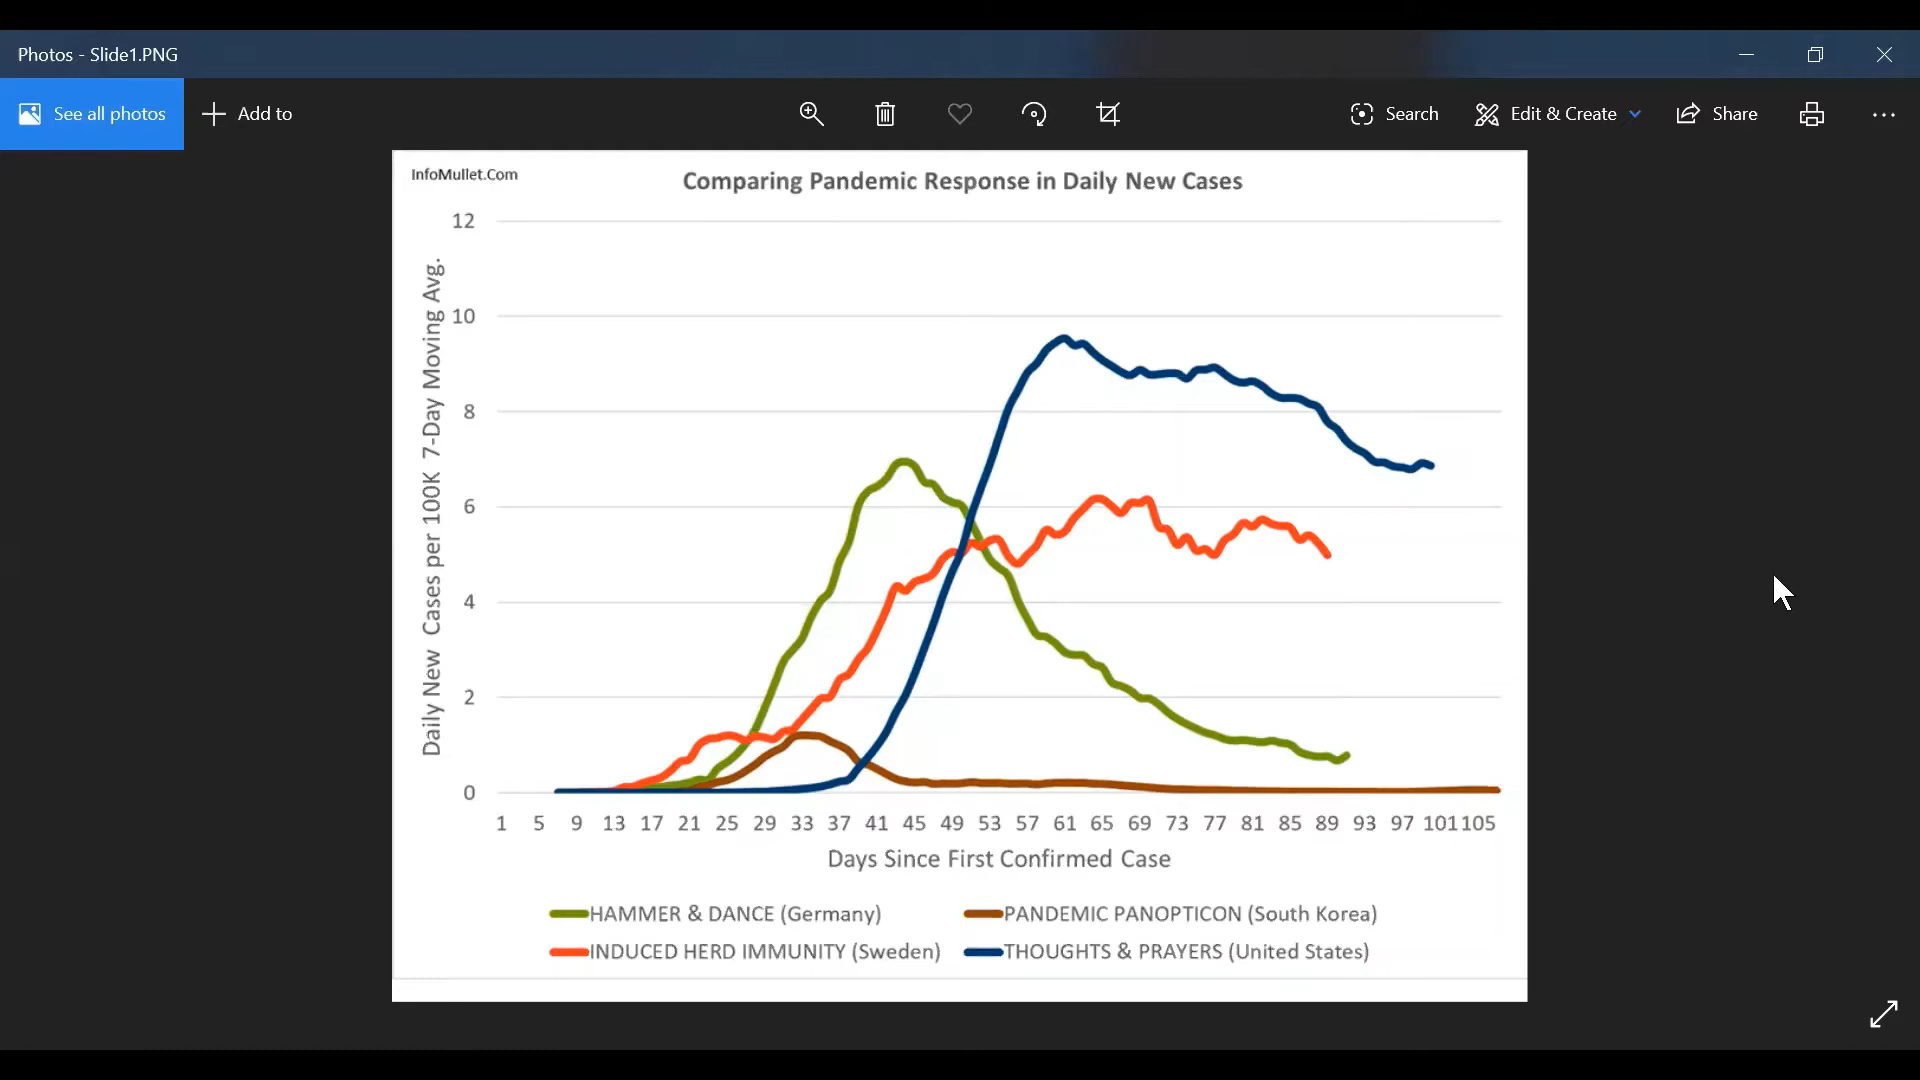 Photos - Slide1.PNG
See all photos
Add to
Search
Edit & Create
Share
InfoMullet.Com
Comparing Pandemic Response in Daily New Cases
Daily New Cases per 100K 7-Day Moving Avg.
12
10
8
6
4
2
0
1 5 9 13 17 21 25 29 33 37 41 45 49 53 57 61 65 69 73 77 81 85 89 93 97 101 105
Days Since First Confirmed Case
HAMMER & DANCE (Germany) PANDEMIC PANOPTICON (South Korea)
INDUCED HERD IMMUNITY (Sweden) THOUGHTS & PRAYERS (United States)